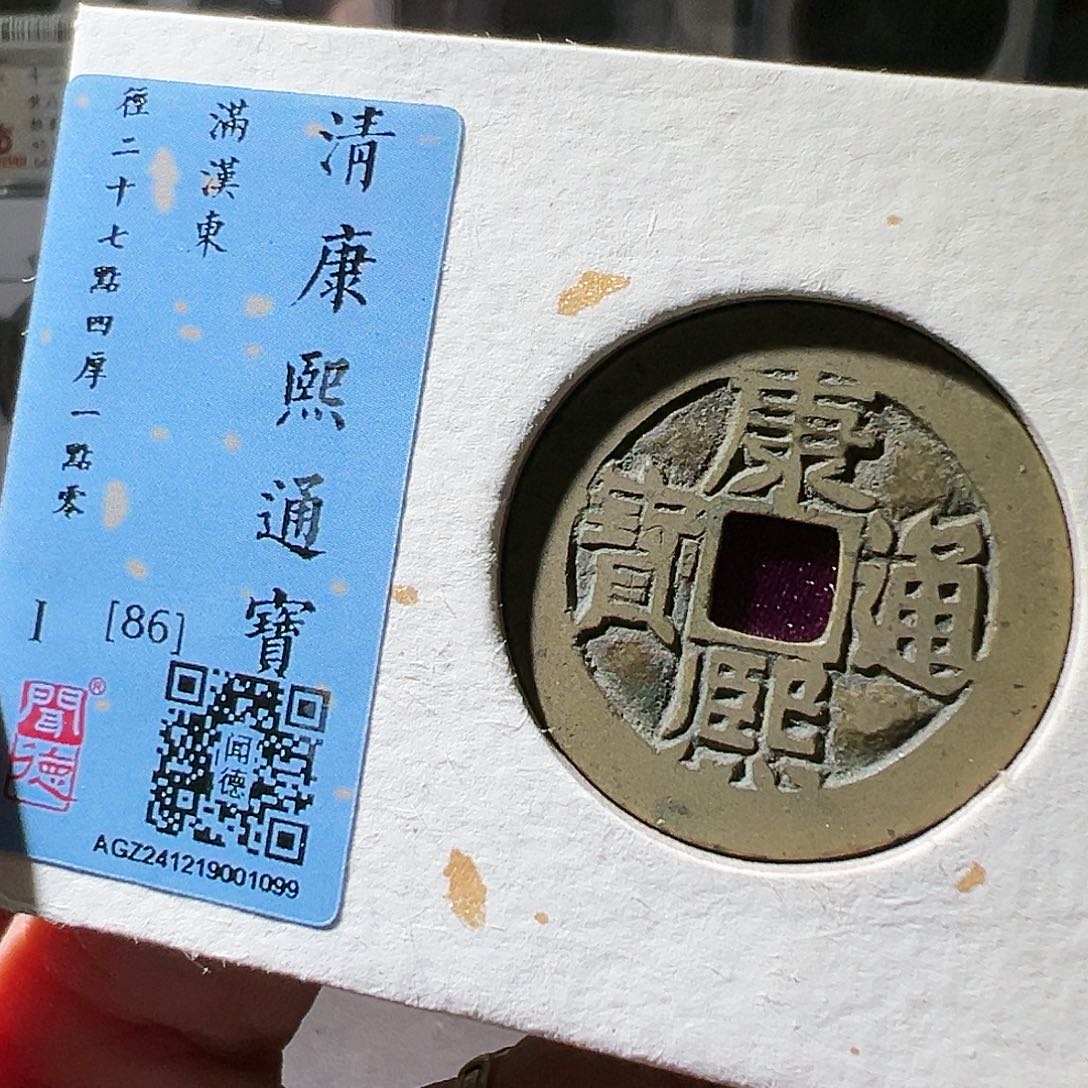 清康熙通寶
滿漢東
徑二十七點四厚一點零
I [86]
聞德®
闻德
AGZ241219001099
康熙通寶